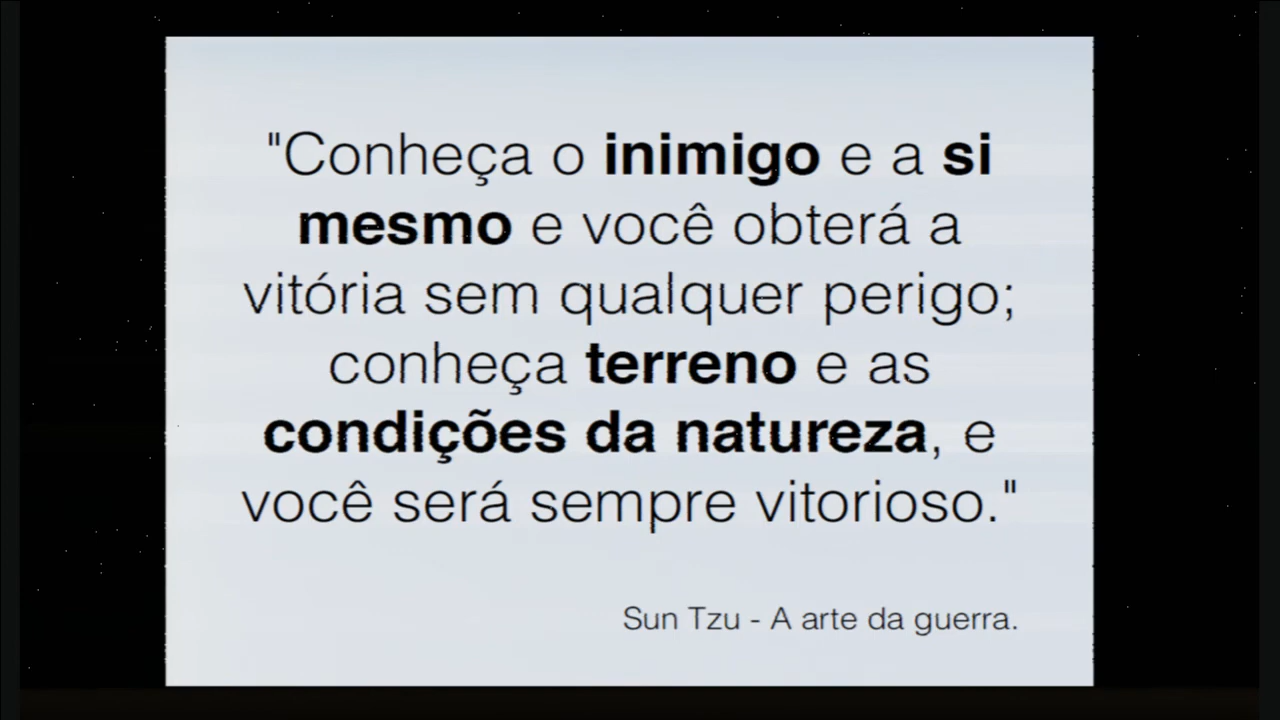 "Conheça o inimigo e a si
mesmo e você obterá a
vitória sem qualquer perigo;
conheça terreno e as
condições da natureza, e
você será sempre vitorioso."
Sun Tzu - A arte da guerra.